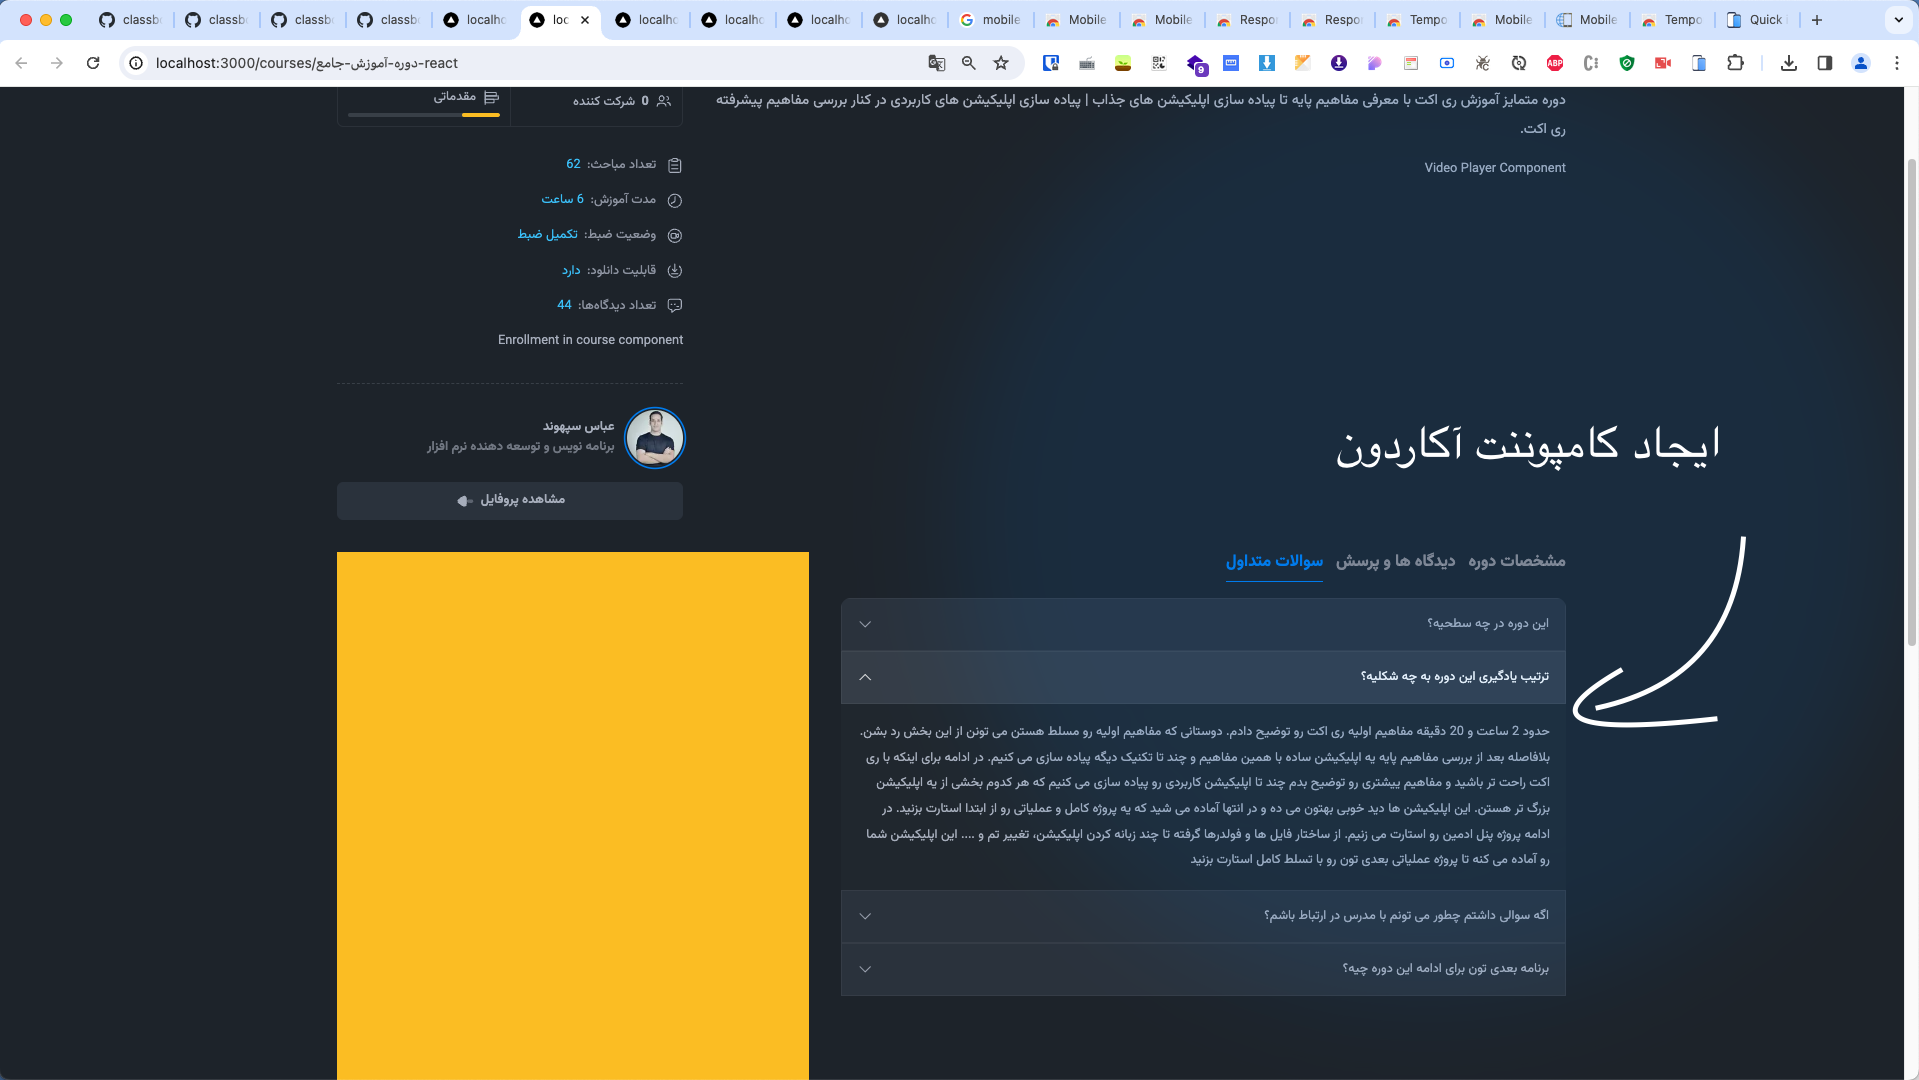 classb
classb
classb
classb
localho
loc
localho
localho
localho
localho
mobile
Mobile
Mobile
Respo
Respo
Tempo
Mobile
Mobile
Tempo
Quick
localhost:3000/courses/دوره-آموزش-جامع-react
9
ABP
دوره متمایز آموزش ری اکت با معرفی مفاهیم پایه تا پیاده سازی اپلیکیشن های جذاب | پیاده سازی اپلیکیشن های کاربردی در کنار بررسی مفاهیم پیشرفته
ری اکت.
Video Player Component
0 شرکت کننده
مقدماتی
تعداد مباحث: 62
مدت آموزش: 6 ساعت
وضعیت ضبط: تکمیل ضبط
قابلیت دانلود: دارد
تعداد دیدگاه‌ها: 44
Enrollment in course component
عباس سپهوند
برنامه نویس و توسعه دهنده نرم افزار
مشاهده پروفایل
ایجاد کامپوننت آکاردون
مشخصات دوره
دیدگاه ها و پرسش
سوالات متداول
این دوره در چه سطحیه؟
ترتیب یادگیری این دوره به چه شکلیه؟
حدود 2 ساعت و 20 دقیقه مفاهیم اولیه ری اکت رو توضیح دادم. دوستانی که مفاهیم اولیه رو مسلط هستن می تونن از این بخش رد بشن.
بلافاصله بعد از بررسی مفاهیم پایه یه اپلیکیشن ساده با همین مفاهیم و چند تا تکنیک دیگه پیاده سازی می کنیم. در ادامه برای اینکه با ری
اکت راحت تر باشید و مفاهیم بیشتری رو توضیح بدم چند تا اپلیکیشن کاربردی رو پیاده سازی می کنیم که هر کدوم بخشی از یه اپلیکیشن
بزرگ تر هستن. این اپلیکیشن ها دید خوبی بهتون می ده و در انتها آماده می شید که یه پروژه کامل و عملیاتی رو از ابتدا استارت بزنید. در
ادامه پروژه پنل ادمین رو استارت می زنیم. از ساختار فایل ها و فولدرها گرفته تا چند زبانه کردن اپلیکیشن، تغییر تم و .... این اپلیکیشن شما
رو آماده می کنه تا پروژه عملیاتی بعدی تون رو با تسلط کامل استارت بزنید
اگه سوالی داشتم چطور می تونم با مدرس در ارتباط باشم؟
برنامه بعدی تون برای ادامه این دوره چیه؟